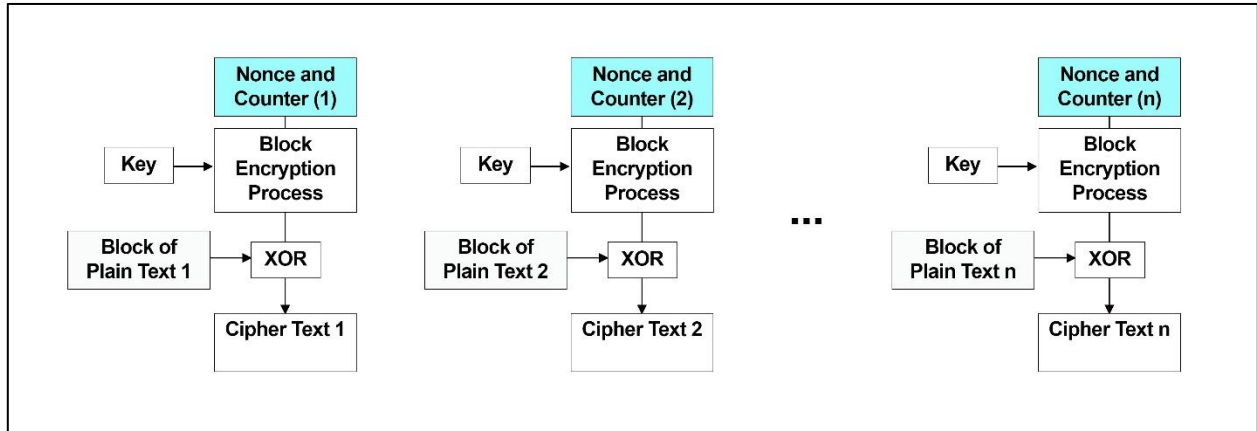 Nonce and
Counter (1)
Key
Block
Encryption
Process
Block of
Plain Text 1
XOR
Cipher Text 1
Nonce and
Counter (2)
Key
Block
Encryption
Process
Block of
Plain Text 2
XOR
Cipher Text 2
...
Nonce and
Counter (n)
Key
Block
Encryption
Process
Block of
Plain Text n
XOR
Cipher Text n